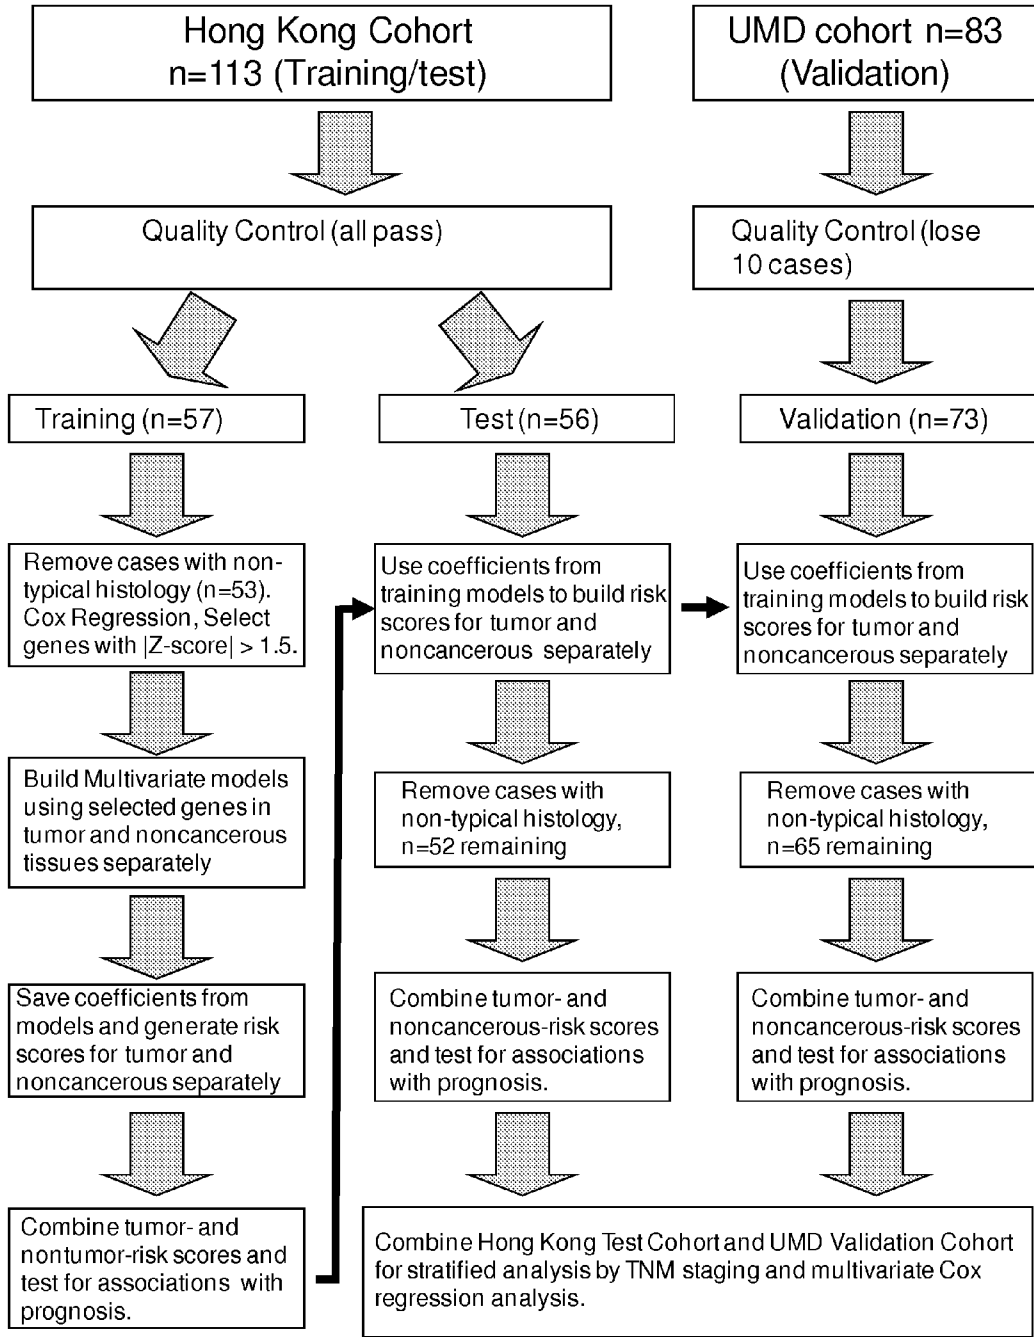 Hong Kong Cohort
n=113 (Training/test)
UMD cohort n=83
(Validation)
Quality Control (all pass)
Quality Control (lose
10 cases)
Training (n=57)
Test (n=56)
Validation (n=73)
Remove cases with non-
typical histology (n=53).
Cox Regression, Select
genes with |Z-score| > 1.5.
Use coefficients from
training models to build risk
scores for tumor and
noncancerous separately
Use coefficients from
training models to build risk
scores for tumor and
noncancerous separately
Build Multivariate models
using selected genes in
tumor and noncancerous
tissues separately
Remove cases with
non-typical histology,
n=52 remaining
Remove cases with
non-typical histology,
n=65 remaining
Save coefficients from
models and generate risk
scores for tumor and
noncancerous separately
Combine tumor- and
noncancerous-risk scores
and test for associations
with prognosis.
Combine tumor- and
noncancerous-risk scores
and test for associations
with prognosis.
Combine tumor- and
nontumor-risk scores and
test for associations with
prognosis.
Combine Hong Kong Test Cohort and UMD Validation Cohort
for stratified analysis by TNM staging and multivariate Cox
regression analysis.